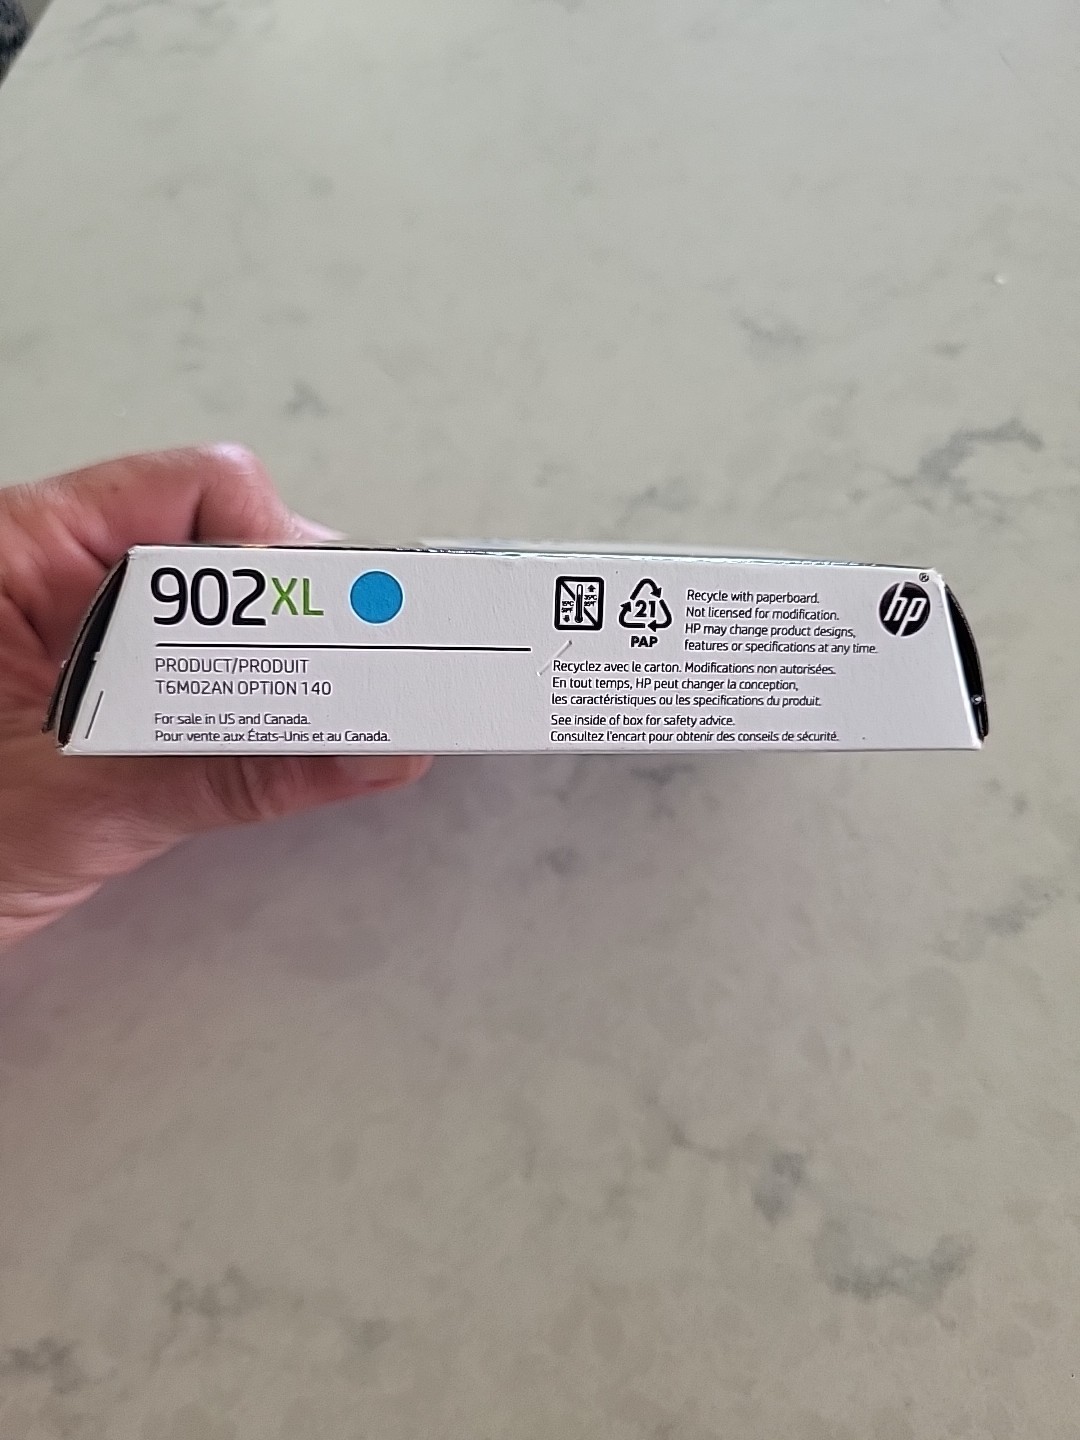 902XL
PRODUCT/PRODUIT
T6M02AN OPTION 140
For sale in US and Canada.
Pour vente aux États-Unis et au Canada.
21
PAP
Recycle with paperboard.
Not licensed for modification.
HP may change product designs,
features or specifications at any time.
Recyclez avec le carton. Modifications non autorisées.
En tout temps, HP peut changer la conception,
les caractéristiques ou les specifications du produit.
See inside of box for safety advice.
Consultez l'encart pour obtenir des conseils de sécurité.
hp®